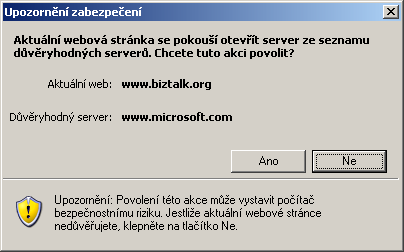 Upozornění zabezpečení
Aktuální webová stránka se pokouší otevřít server ze seznamu
důvěryhodných serverů. Chcete tuto akci povolit?
Aktuální web: www.biztalk.org
Důvěryhodný server: www.microsoft.com
Ano Ne
Upozornění: Povolení této akce může vystavit počítač
bezpečnostnímu riziku. Jestliže aktuální webové stránce
nedůvěřujete, klepněte na tlačítko Ne.